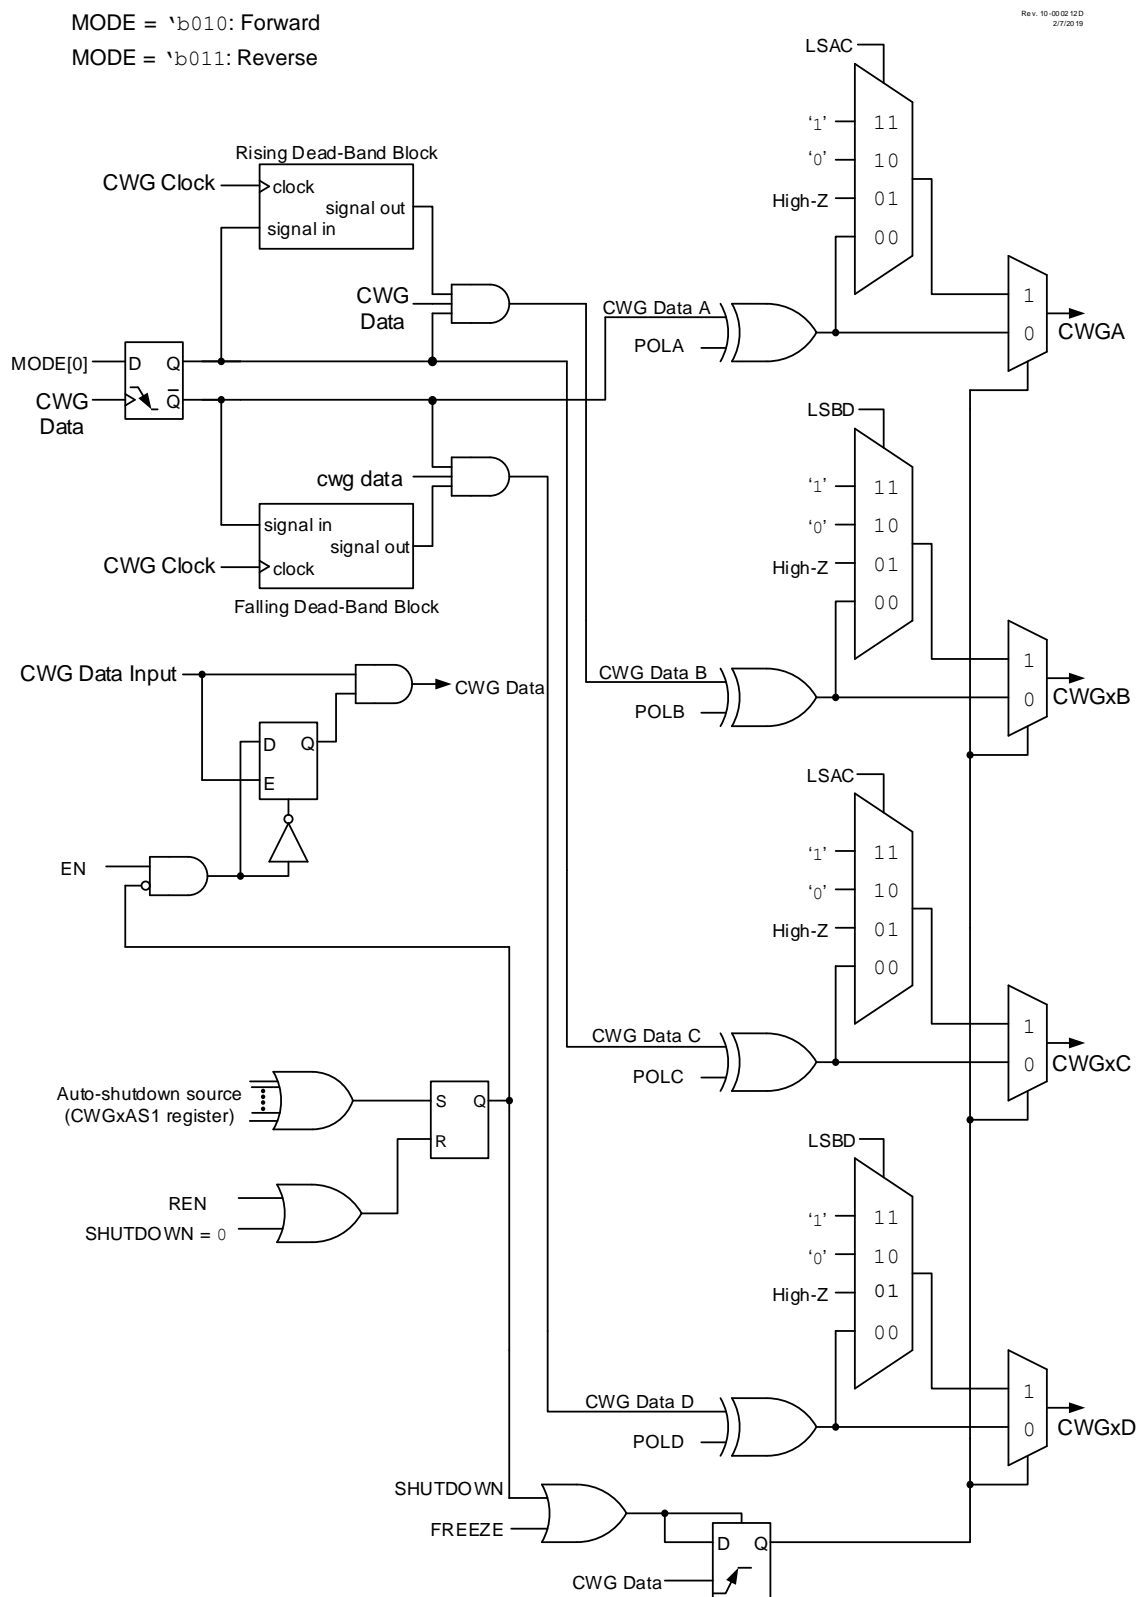 MODE = ‘b010: Forward
MODE = ‘b011: Reverse
Rev. 10-000212D
2/7/2019
LSAC
‘1’
11
‘0’
10
High-Z
01
00
1
0
CWGA
Rising Dead-Band Block
CWG Clock
clock
signal out
signal in
CWG
Data
CWG Data A
POLA
MODE[0]
D
Q
CWG
Data
Q
cwg data
signal in
signal out
CWG Clock
clock
Falling Dead-Band Block
LSBD
‘1’
11
‘0’
10
High-Z
01
00
1
0
CWGxB
CWG Data B
POLB
CWG Data Input
CWG Data
D
Q
E
EN
LSAC
‘1’
11
‘0’
10
High-Z
01
00
1
0
CWGxC
CWG Data C
POLC
Auto-shutdown source
(CWGxAS1 register)
S
Q
R
REN
SHUTDOWN = 0
LSBD
‘1’
11
‘0’
10
High-Z
01
00
1
0
CWGxD
CWG Data D
POLD
SHUTDOWN
FREEZE
D
Q
CWG Data